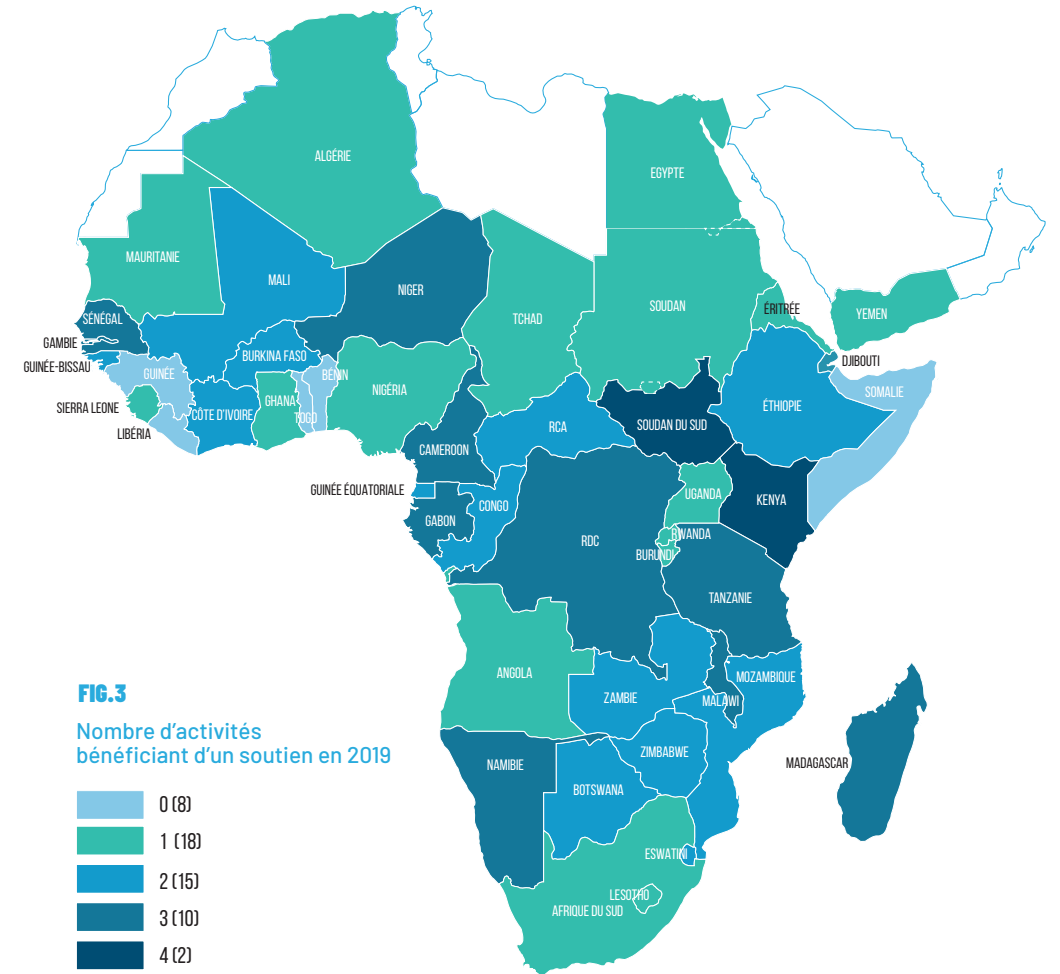 ALGÉRIE
EGYPTE
MAURITANIE
MALI
NIGER
TCHAD
SOUDAN
ÉRITRÉE
YEMEN
SÉNÉGAL
GAMBIE
GUINÉE-BISSAU
GUINÉE
BURKINA FASO
BÉNIN
NIGÉRIA
DJIBOUTI
SOMALIE
SIERRA LEONE
CÔTE D'IVOIRE
GHANA
TOGO
LIBÉRIA
RCA
SOUDAN DU SUD
ÉTHIOPIE
CAMEROON
GUINÉE ÉQUATORIALE
CONGO
GABON
UGANDA
KENYA
RWANDA
BURUNDI
RDC
TANZANIE
ANGOLA
ZAMBIE
MALAWI
MOZAMBIQUE
ZIMBABWE
MADAGASCAR
NAMIBIE
BOTSWANA
ESWATINI
LESOTHO
AFRIQUE DU SUD
FIG.3
Nombre d'activités
bénéficiant d'un soutien en 2019
0 (8)
1 (18)
2 (15)
3 (10)
4 (2)